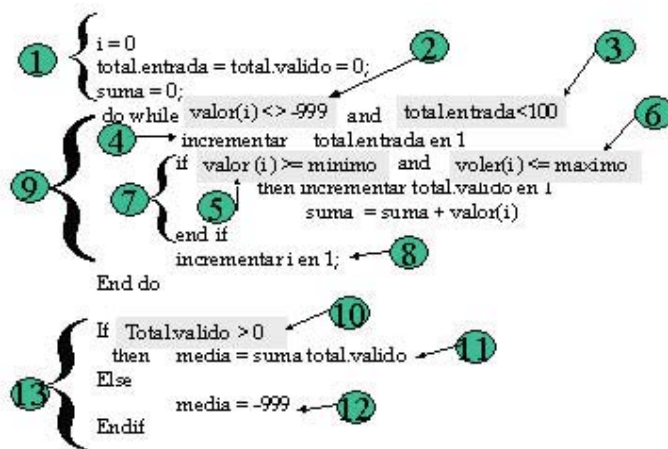 1 2 3
i = 0
total.entrada = total.valido = 0;
suma = 0;
do while valor(i) <> -999 and total.entrada<100
4 incrementar total.entrada en 1 6
9 if valor (i) >= minimo and voler(i) <= maximo
7 5 then incrementar total.valido en 1
suma = suma + valor(i)
end if
incrementar i en 1; 8
End do
10
If Total.valido > 0
then media = suma total.valido 11
13 Else
media = -999 12
Endif